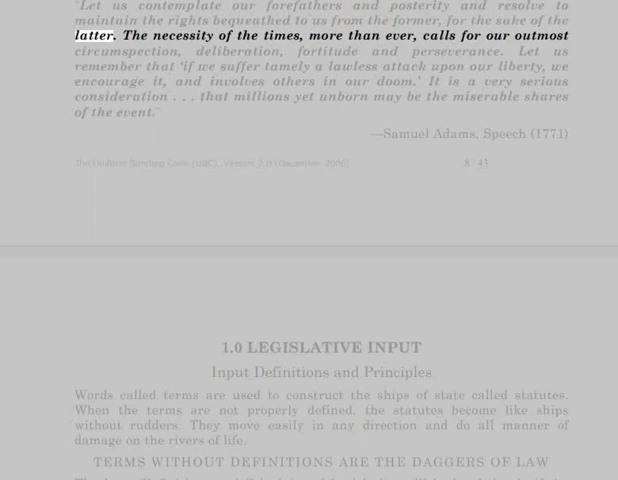 "Let us contemplate our forefathers and posterity and resolve to
maintain the rights bequeathed to us from the former, for the sake of the
latter. The necessity of the times, more than ever, calls for our outmost
circumspection, deliberation, fortitude and perseverance. Let us
remember that 'if we suffer tamely a lawless attack upon our liberty, we
encourage it, and involves others in our doom.' It is a very serious
consideration . . . that millions yet unborn may be the miserable shares
of the event."
—Samuel Adams, Speech (1771)
The Uniform Bonding Code (UBC), Version 2.0 (December 2006)
8 / 43
1.0 LEGISLATIVE INPUT
Input Definitions and Principles
Words called terms are used to construct the ships of state called statutes.
When the terms are not properly defined, the statutes become like ships
without rudders. They move easily in any direction and do all manner of
damage on the rivers of life.
TERMS WITHOUT DEFINITIONS ARE THE DAGGERS OF LAW